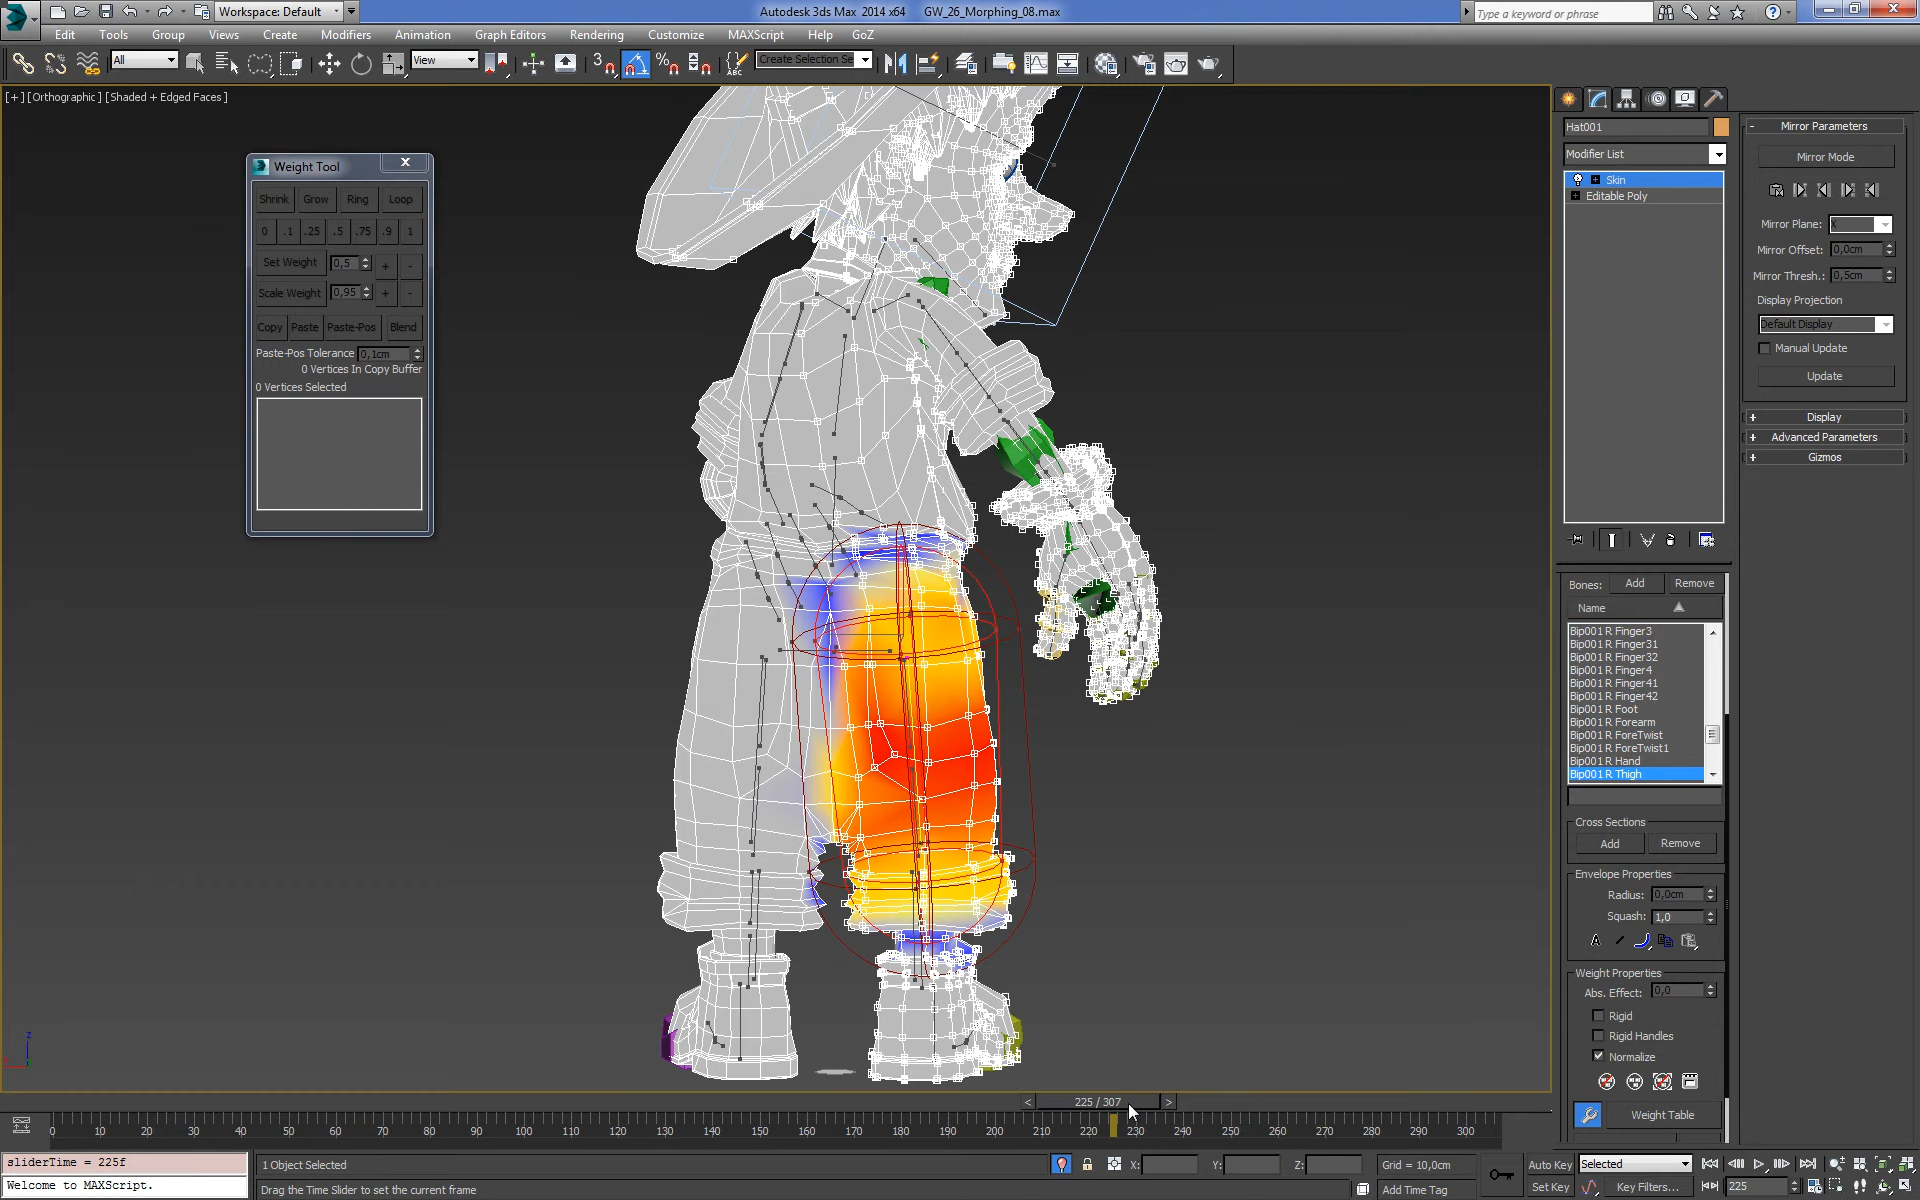 Workspace: Default
Autodesk 3ds Max 2014 x64 GW_26_Morphing_08.max
Type a keyword or phrase
Edit Tools Group Views Create Modifiers Animation Graph Editors Rendering Customize MAXScript Help GoZ
All View Create Selection Se
[+] [Orthographic] [Shaded + Edged Faces]
Weight Tool
Shrink Grow Ring Loop
0 .1 .25 .5 .75 .9 1
Set Weight 0,5 + -
Scale Weight 0,95 + -
Copy Paste Paste-Pos Blend
Paste-Pos Tolerance 0,1cm
0 Vertices In Copy Buffer
0 Vertices Selected
Hat001
Modifier List
Skin
Editable Poly
Bones: Add Remove
Name
Bip001 R Finger3
Bip001 R Finger31
Bip001 R Finger32
Bip001 R Finger4
Bip001 R Finger41
Bip001 R Finger42
Bip001 R Foot
Bip001 R Forearm
Bip001 R ForeTwist
Bip001 R ForeTwist1
Bip001 R Hand
Bip001 R Thigh
Cross Sections
Add Remove
Envelope Properties
Radius: 0,0cm
Squash: 1,0
Weight Properties
Abs. Effect: 0,0
Rigid
Rigid Handles
Normalize
Weight Table
Mirror Parameters
Mirror Mode
Mirror Plane: X
Mirror Offset: 0,0cm
Mirror Thresh.: 0,5cm
Display Projection
Default Display
Manual Update
Update
+ Display
+ Advanced Parameters
+ Gizmos
< 225 / 307 >
0 10 20 30 40 50 60 70 80 90 100 110 120 130 140 150 160 170 180 190 200 210 220 230 240 250 260 270 280 290 300
sliderTime = 225f
Welcome to MAXScript.
1 Object Selected
Drag the Time Slider to set the current frame
X: Y: Z: Grid = 10,0cm
Add Time Tag
Auto Key Selected
Set Key Key Filters... 225